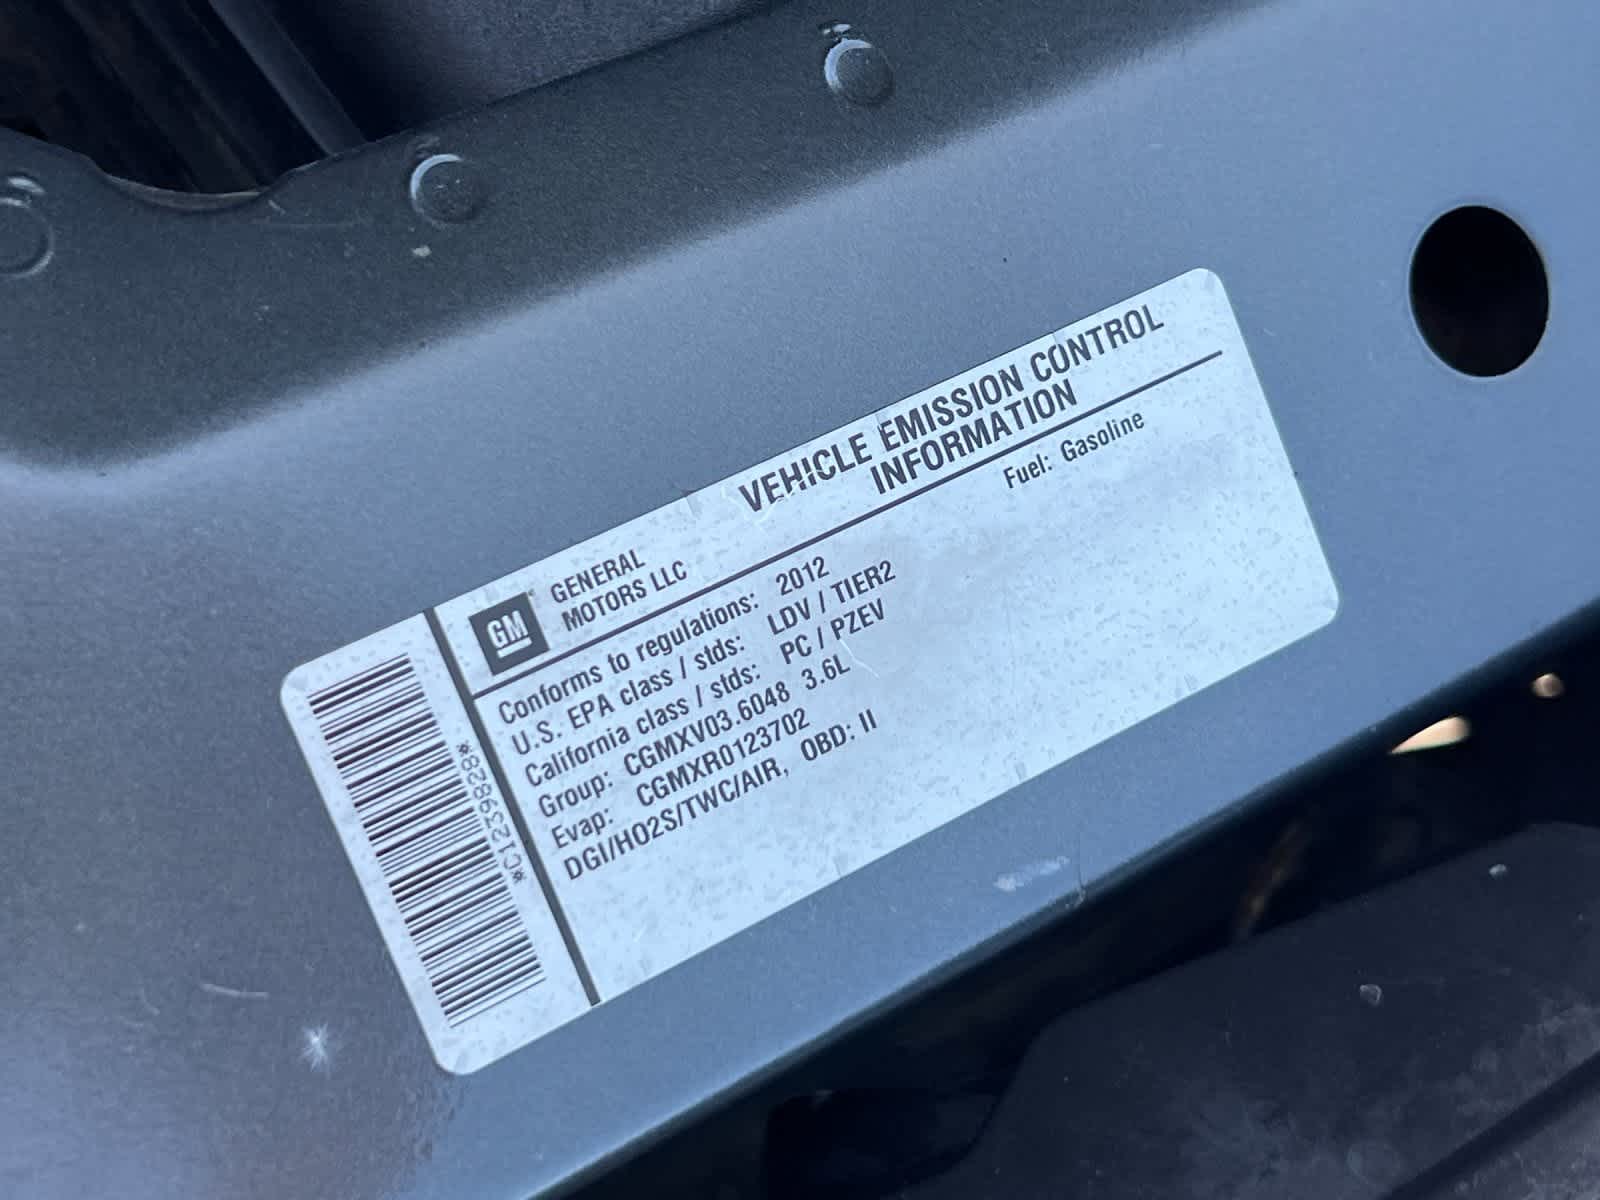 VEHICLE EMISSION CONTROL
INFORMATION
GM
GENERAL
MOTORS LLC
Fuel: Gasoline
Conforms to regulations: 2012
U.S. EPA class / stds: LDV / TIER2
California class / stds: PC / PZEV
Group: CGMXV03.6048 3.6L
Evap: CGMXR0123702
DGI/HO2S/TWC/AIR, OBD: II
*C1239828*